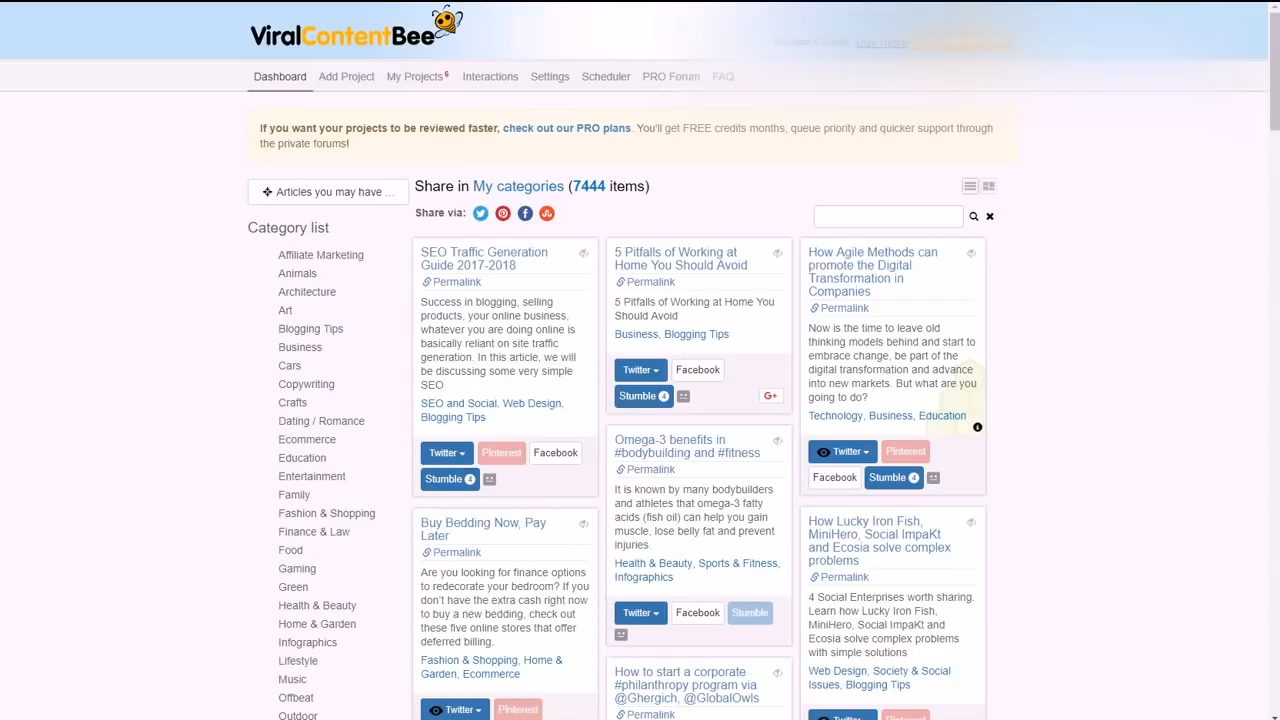 ViralContentBee
Buy more
Dashboard Add Project My Projects 6 Interactions Settings Scheduler PRO Forum FAQ
If you want your projects to be reviewed faster, check out our PRO plans. You'll get FREE credits months, queue priority and quicker support through
the private forums!
Articles you may have ...
Share in My categories (7444 items)
Share via:
Category list
Affiliate Marketing
Animals
Architecture
Art
Blogging Tips
Business
Cars
Copywriting
Crafts
Dating / Romance
Ecommerce
Education
Entertainment
Family
Fashion & Shopping
Finance & Law
Food
Gaming
Green
Health & Beauty
Home & Garden
Infographics
Lifestyle
Music
Offbeat
Outdoor
SEO Traffic Generation
Guide 2017-2018
Permalink
Success in blogging, selling
products, your online business,
whatever you are doing online is
basically reliant on site traffic
generation. In this article, we will
be discussing some very simple
SEO
SEO and Social, Web Design,
Blogging Tips
Twitter Pinterest Facebook
Stumble 4
Buy Bedding Now, Pay
Later
Permalink
Are you looking for finance options
to redecorate your bedroom? If you
don't have the extra cash right now
to buy a new bedding, check out
these five online stores that offer
deferred billing.
Fashion & Shopping, Home &
Garden, Ecommerce
Twitter Pinterest
5 Pitfalls of Working at
Home You Should Avoid
Permalink
5 Pitfalls of Working at Home You
Should Avoid
Business, Blogging Tips
Twitter Facebook
Stumble 4 G+
Omega-3 benefits in
#bodybuilding and #fitness
Permalink
It is known by many bodybuilders
and athletes that omega-3 fatty
acids (fish oil) can help you gain
muscle, lose belly fat and prevent
injuries.
Health & Beauty, Sports & Fitness,
Infographics
Twitter Facebook Stumble
How to start a corporate
#philanthropy program via
@Ghergich, @GlobalOwls
Permalink
How Agile Methods can
promote the Digital
Transformation in
Companies
Permalink
Now is the time to leave old
thinking models behind and start to
embrace change, be part of the
digital transformation and advance
into new markets. But what are you
going to do?
Technology, Business, Education
Twitter Pinterest
Facebook Stumble 4
How Lucky Iron Fish,
MiniHero, Social ImpaKt
and Ecosia solve complex
problems
Permalink
4 Social Enterprises worth sharing.
Learn how Lucky Iron Fish,
MiniHero, Social ImpaKt and
Ecosia solve complex problems
with simple solutions
Web Design, Society & Social
Issues, Blogging Tips
Twitter Pinterest